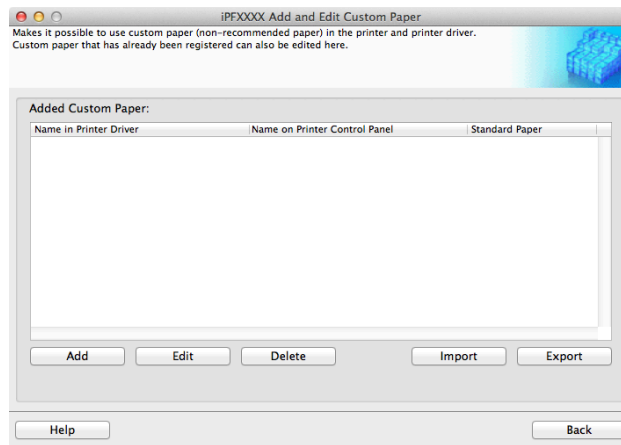 iPFXXXX Add and Edit Custom Paper
Makes it possible to use custom paper (non-recommended paper) in the printer and printer driver.
Custom paper that has already been registered can also be edited here.
Added Custom Paper:
Name in Printer Driver Name on Printer Control Panel Standard Paper
Add Edit Delete Import Export
Help Back